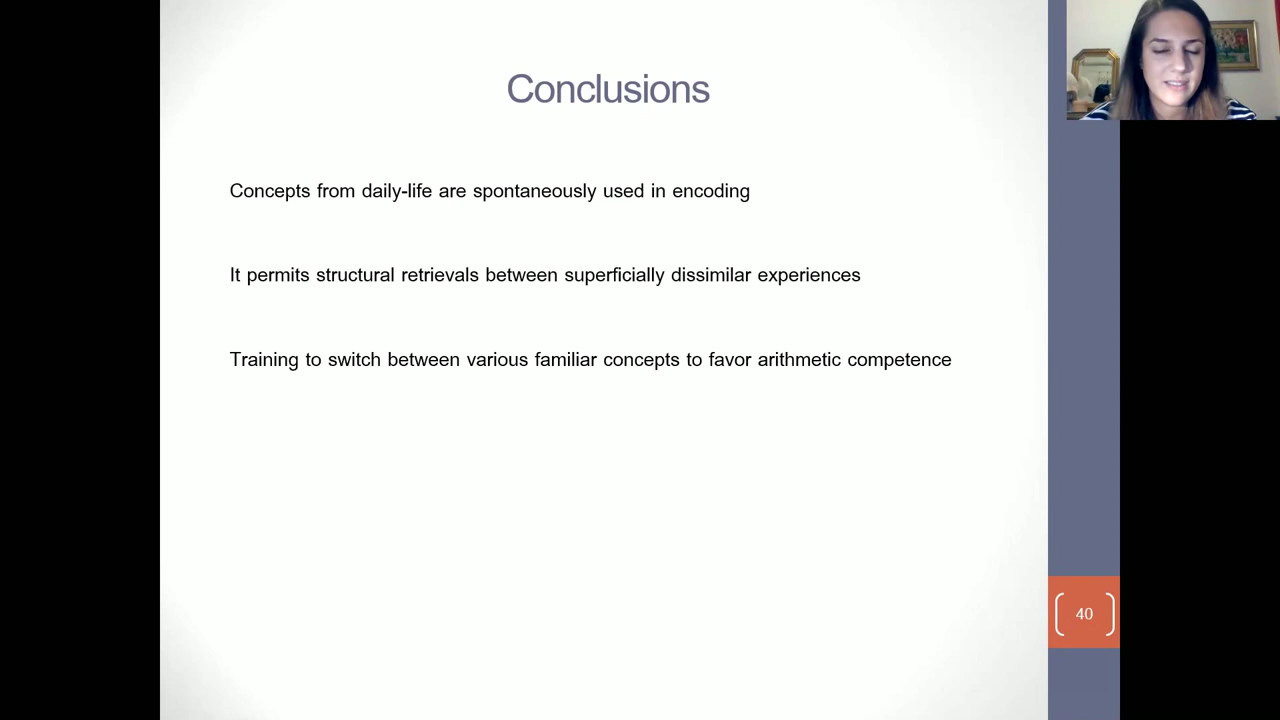 Conclusions
Concepts from daily-life are spontaneously used in encoding
It permits structural retrievals between superficially dissimilar experiences
Training to switch between various familiar concepts to favor arithmetic competence
40